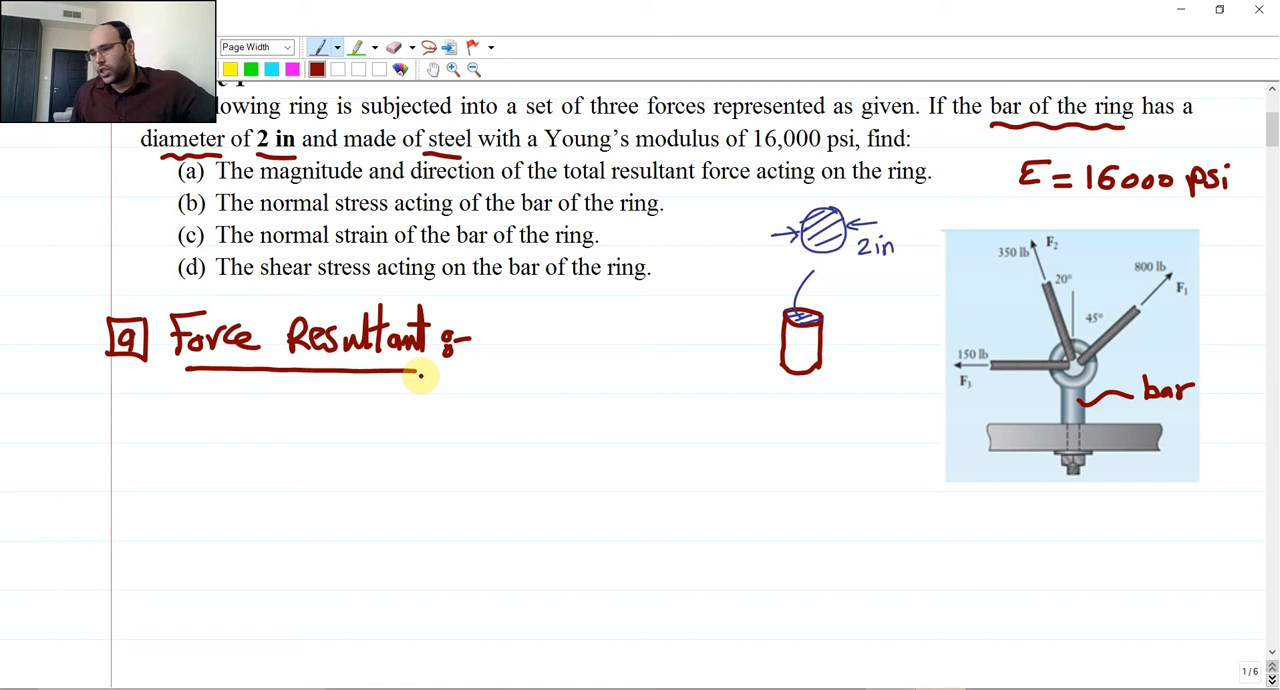 Page Width
lowing ring is subjected into a set of three forces represented as given. If the bar of the ring has a
diameter of 2 in and made of steel with a Young's modulus of 16,000 psi, find:
(a) The magnitude and direction of the total resultant force acting on the ring.
(b) The normal stress acting of the bar of the ring.
(c) The normal strain of the bar of the ring.
(d) The shear stress acting on the bar of the ring.
E = 16000 psi
2in
350 lb F₂
20°
800 lb
F₁
45°
150 lb
F₃
bar
a Force Resultant :-
1/6